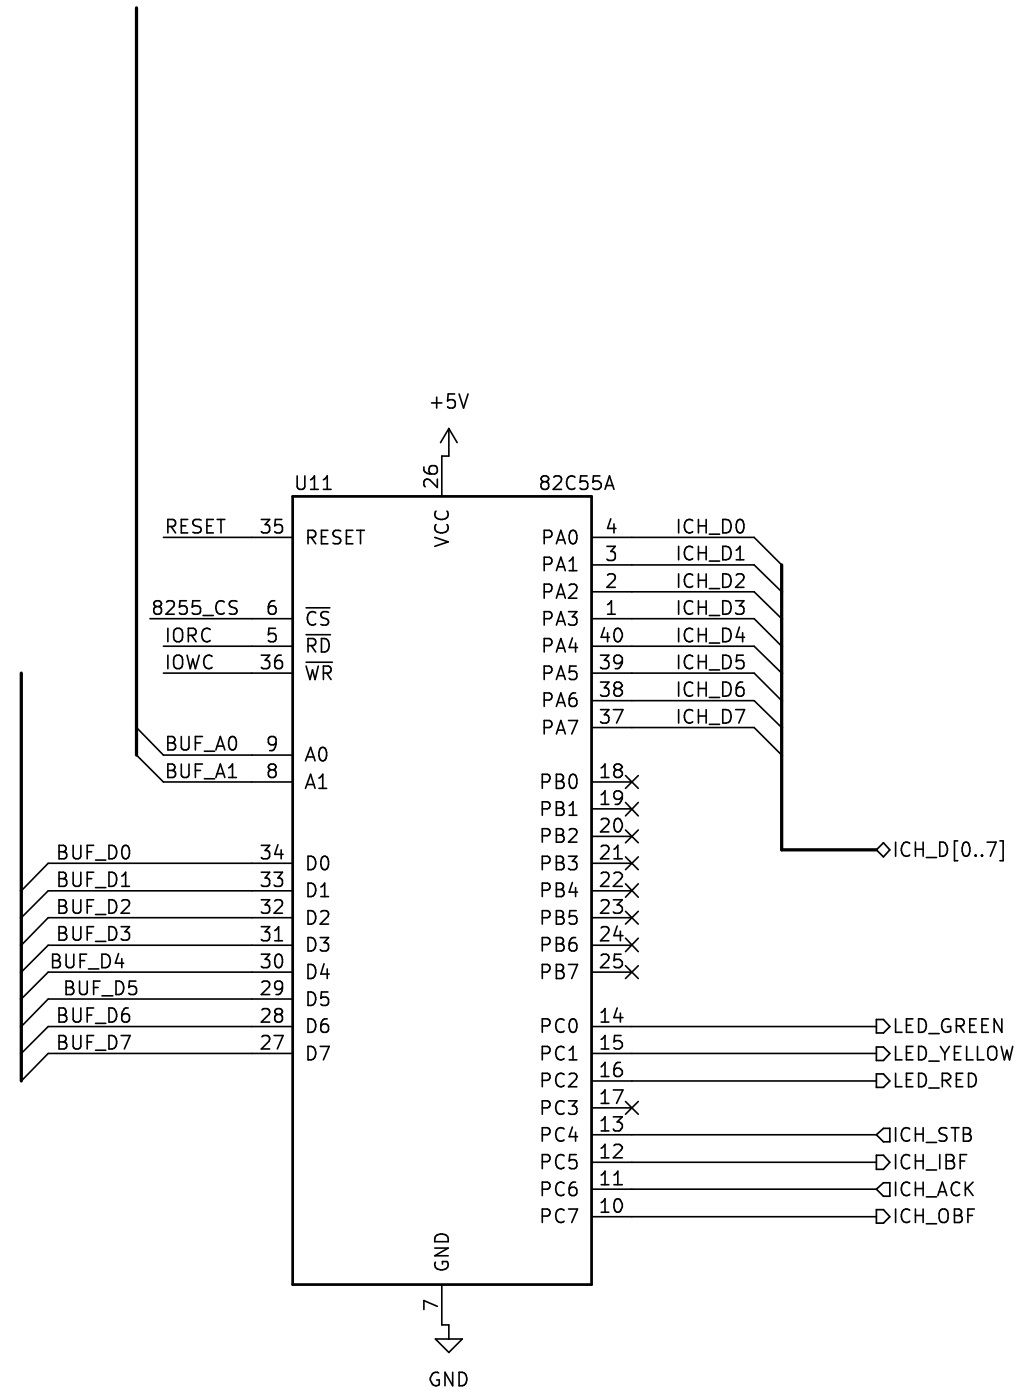 +5V
26
U11
82C55A
VCC
RESET 35 RESET
8255_CS 6 CS
IORC 5 RD
IOWC 36 WR
BUF_A0 9 A0
BUF_A1 8 A1
BUF_D0 34 D0
BUF_D1 33 D1
BUF_D2 32 D2
BUF_D3 31 D3
BUF_D4 30 D4
BUF_D5 29 D5
BUF_D6 28 D6
BUF_D7 27 D7
PA0 4 ICH_D0
PA1 3 ICH_D1
PA2 2 ICH_D2
PA3 1 ICH_D3
PA4 40 ICH_D4
PA5 39 ICH_D5
PA6 38 ICH_D6
PA7 37 ICH_D7
PB0 18
PB1 19
PB2 20
PB3 21
ICH_D[0..7]
PB4 22
PB5 23
PB6 24
PB7 25
PC0 14 LED_GREEN
PC1 15 LED_YELLOW
PC2 16 LED_RED
PC3 17
PC4 13 ICH_STB
PC5 12 ICH_IBF
PC6 11 ICH_ACK
PC7 10 ICH_OBF
GND
7
GND